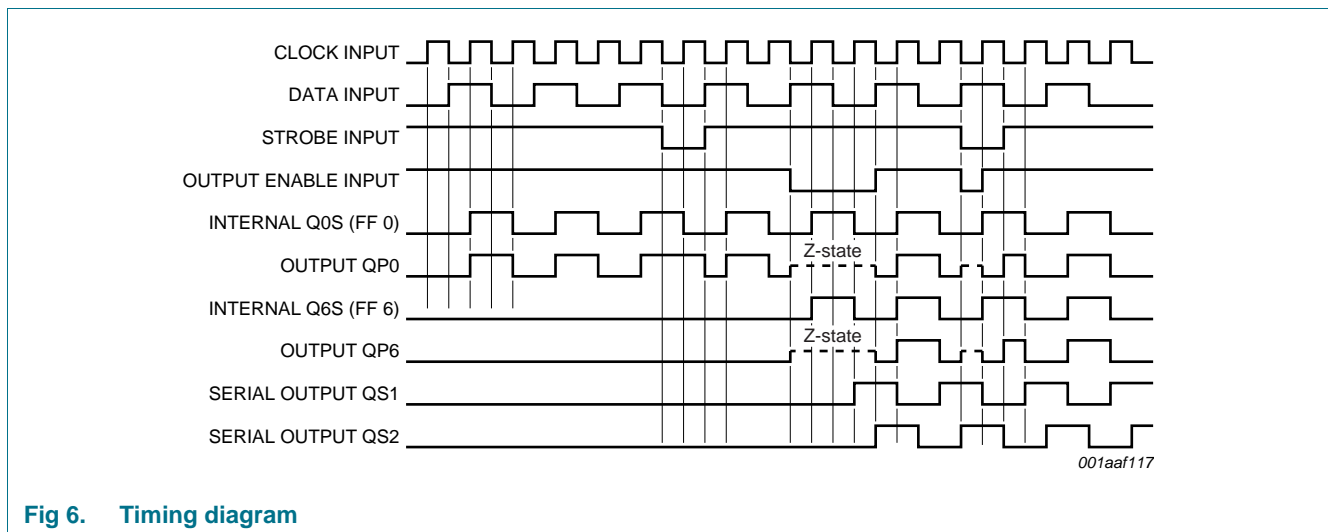 CLOCK INPUT
DATA INPUT
STROBE INPUT
OUTPUT ENABLE INPUT
INTERNAL Q0S (FF 0)
Z-state
OUTPUT QP0
INTERNAL Q6S (FF 6)
Z-state
OUTPUT QP6
SERIAL OUTPUT QS1
SERIAL OUTPUT QS2
001aaf117
Fig 6. Timing diagram